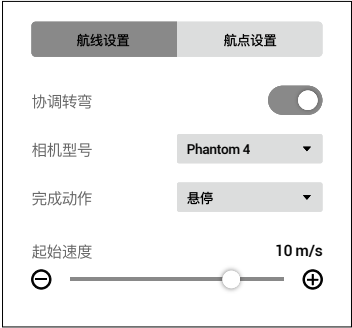 航线设置 航点设置
协调转弯
相机型号 Phantom 4
完成动作 悬停
起始速度 10 m/s